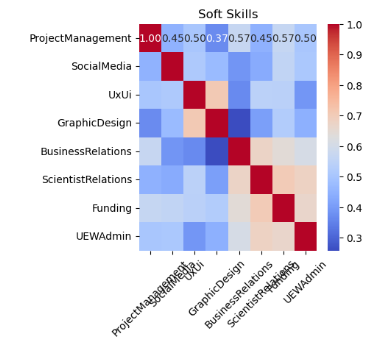 Soft Skills
ProjectManagement
SocialMedia
UxUi
GraphicDesign
BusinessRelations
ScientistRelations
Funding
UEWAdmin
1.00 0.45 0.50 0.37 0.57 0.45 0.57 0.50
1.0
0.9
0.8
0.7
0.6
0.5
0.4
0.3
ProjectManagement
SocialMedia
UxUi
GraphicDesign
BusinessRelations
ScientistRelations
Funding
UEWAdmin